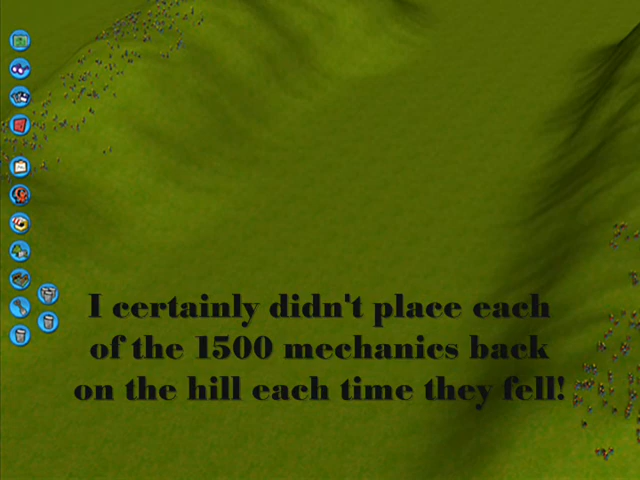 I certainly didn't place each
of the 1500 mechanics back
on the hill each time they fell!